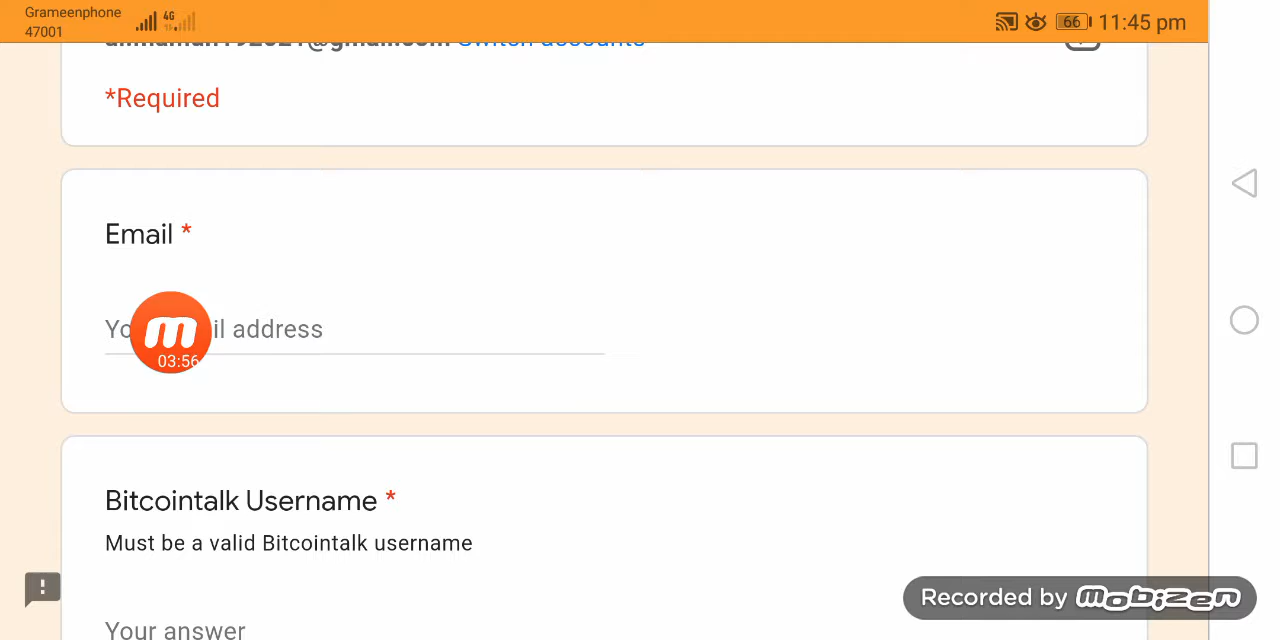 Grameenphone
47001
4G
66
11:45 pm
*Required
Email *
Yo il address
m
03:56
Bitcointalk Username *
Must be a valid Bitcointalk username
!
Recorded by mobizen
Your answer